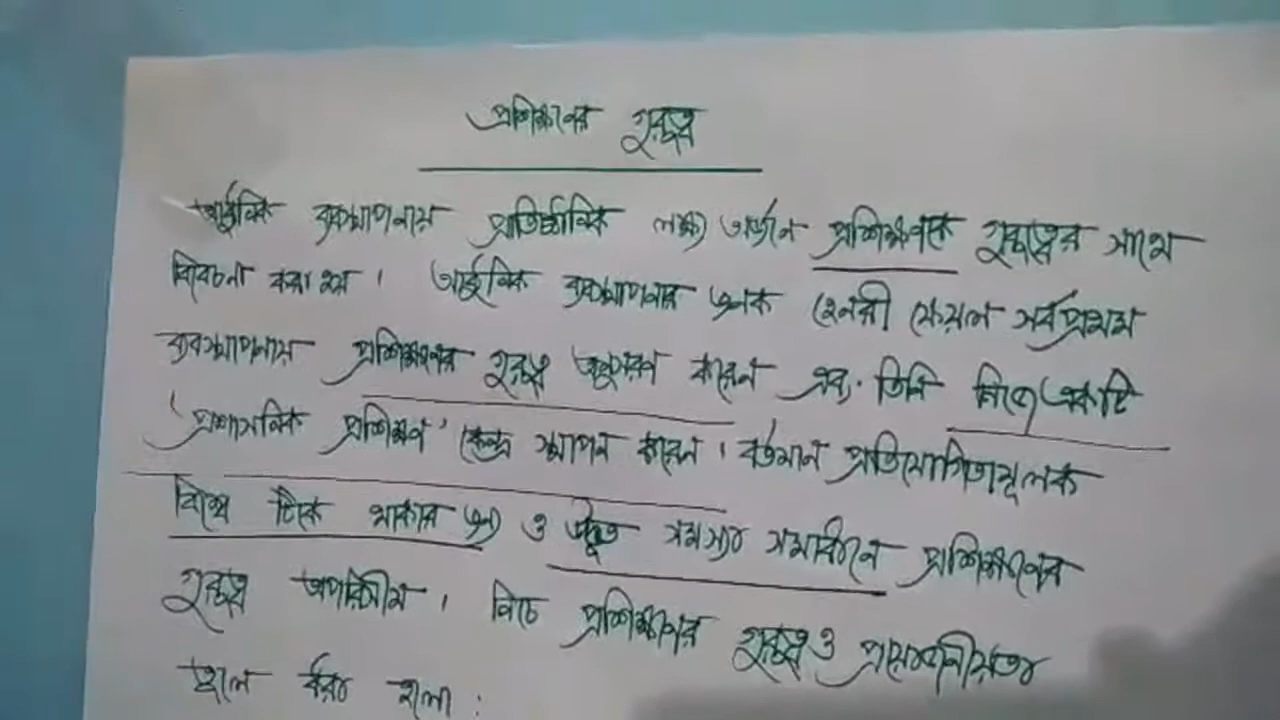 প্রশিক্ষনের গুরুত্ব
আধুনিক ব্যবস্থাপনায় প্রাতিষ্ঠানিক লক্ষ্য অর্জনে প্রশিক্ষণকে গুরুত্বের সাথে
বিবেচনা করা হয়। আধুনিক ব্যবস্থাপনার জনক হেনরী ফেয়ল সর্বপ্রথম
ব্যবস্থাপনায় প্রশিক্ষণের গুরুত্ব অনুসরণ করেন এবং তিনি নিজে একটি
'প্রশাসনিক প্রশিক্ষণ' কেন্দ্র স্থাপন করেন। বর্তমান প্রতিযোগিতামূলক
বিশ্বে টিকে থাকার জন্য ও উদ্ভূত সমস্যার সমাধানে প্রশিক্ষণের
গুরুত্ব অপরিসীম। নিচে প্রশিক্ষণের গুরুত্ব ও প্রয়োজনীয়তা
তুলে ধরা হলো: